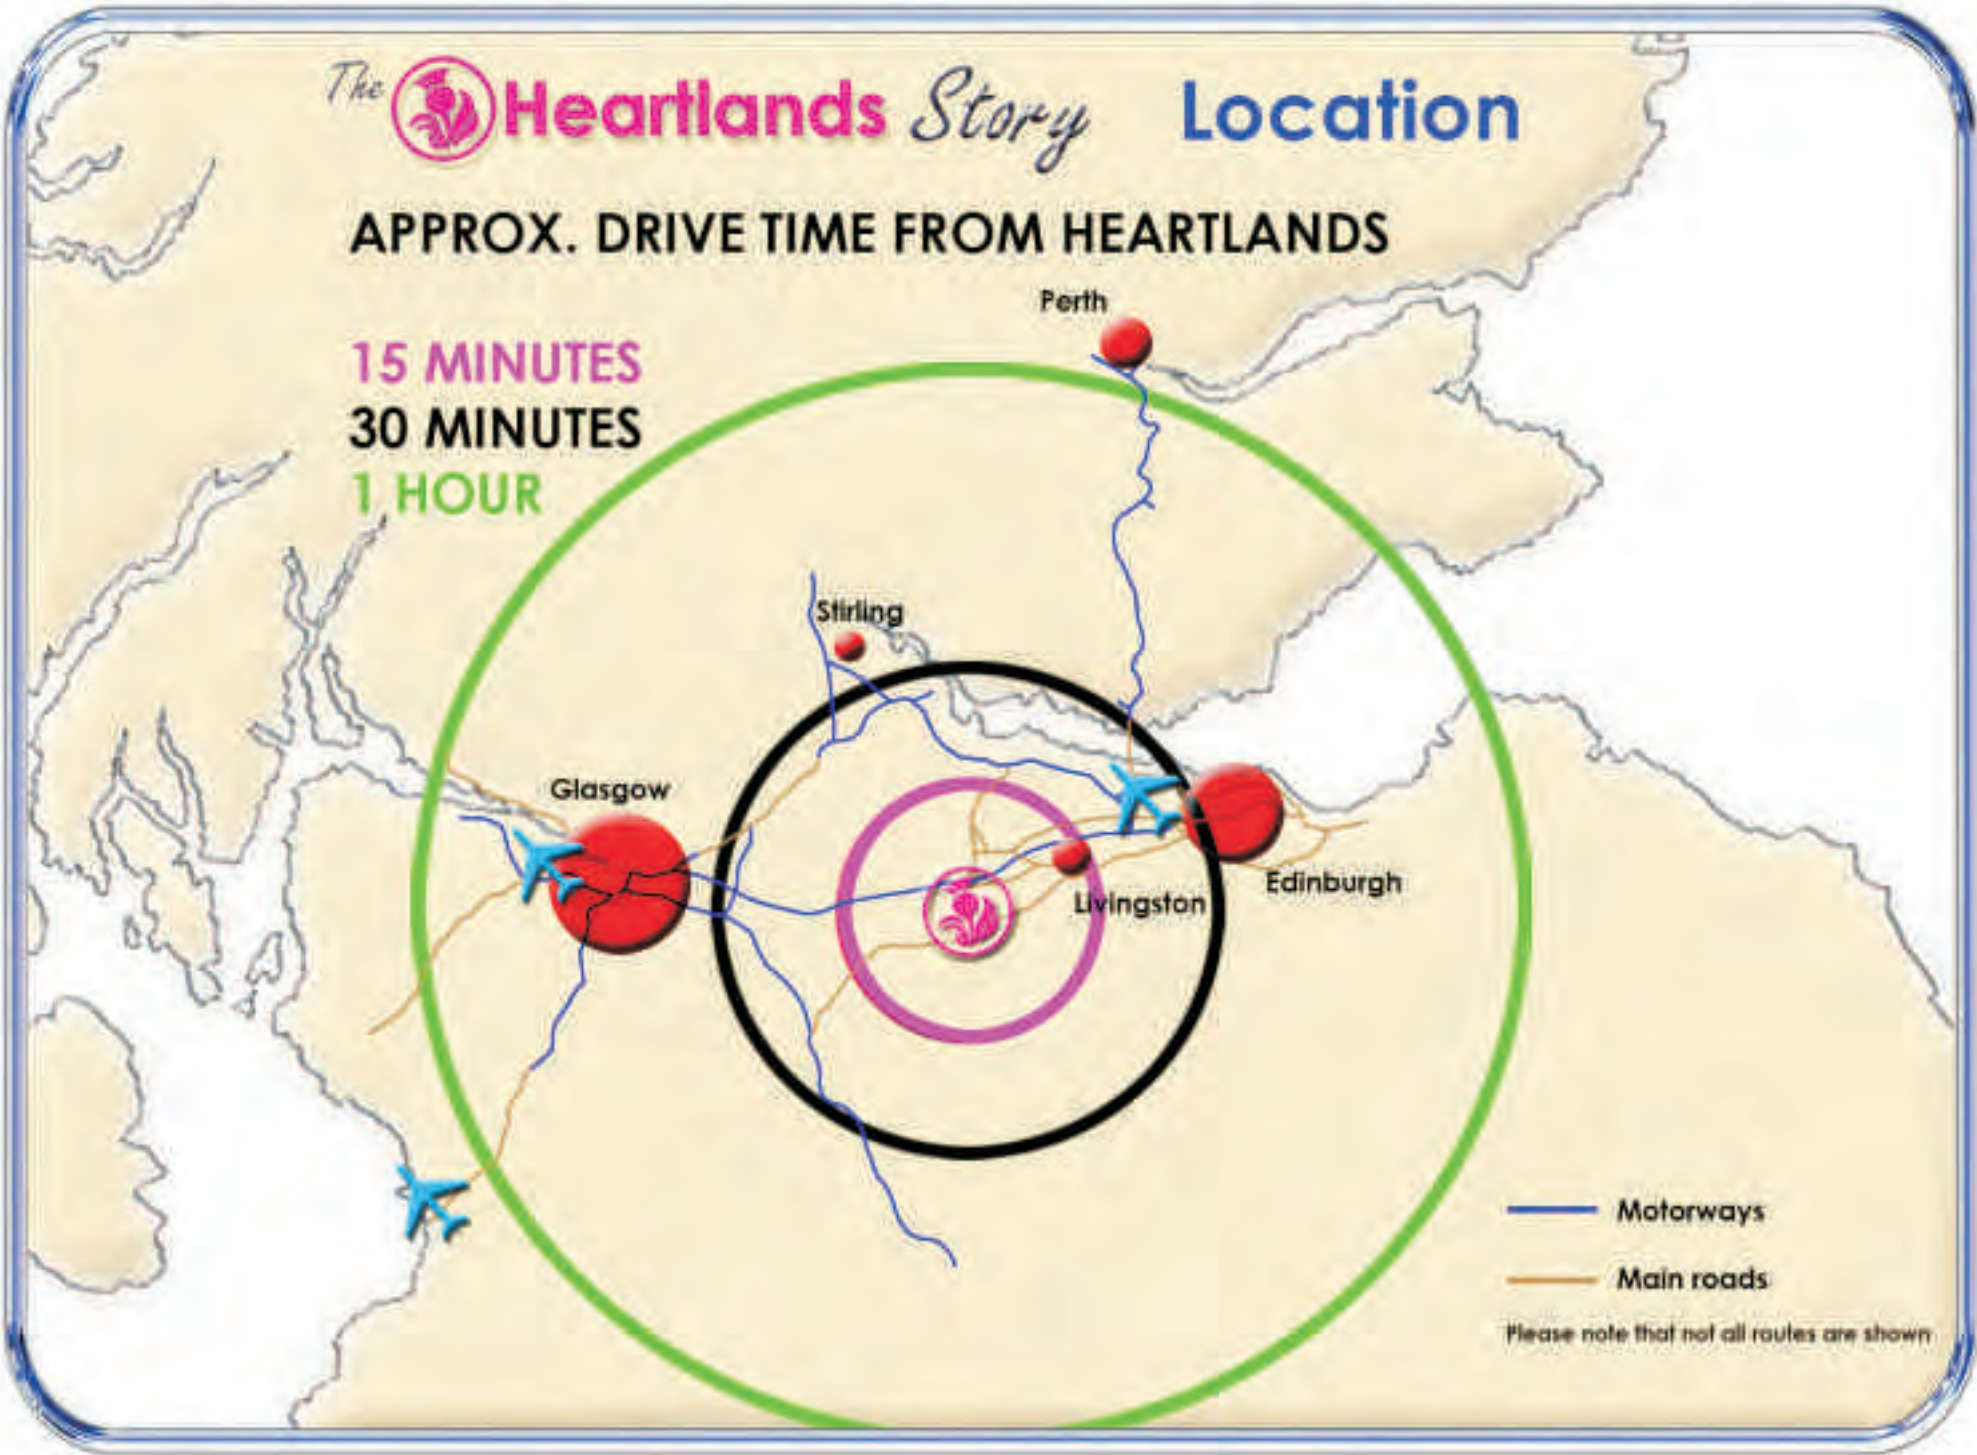 The Heartlands Story Location
APPROX. DRIVE TIME FROM HEARTLANDS
Perth
15 MINUTES
30 MINUTES
1 HOUR
Stirling
Glasgow
Edinburgh
Livingston
Motorways
Main roads
Please note that not all routes are shown